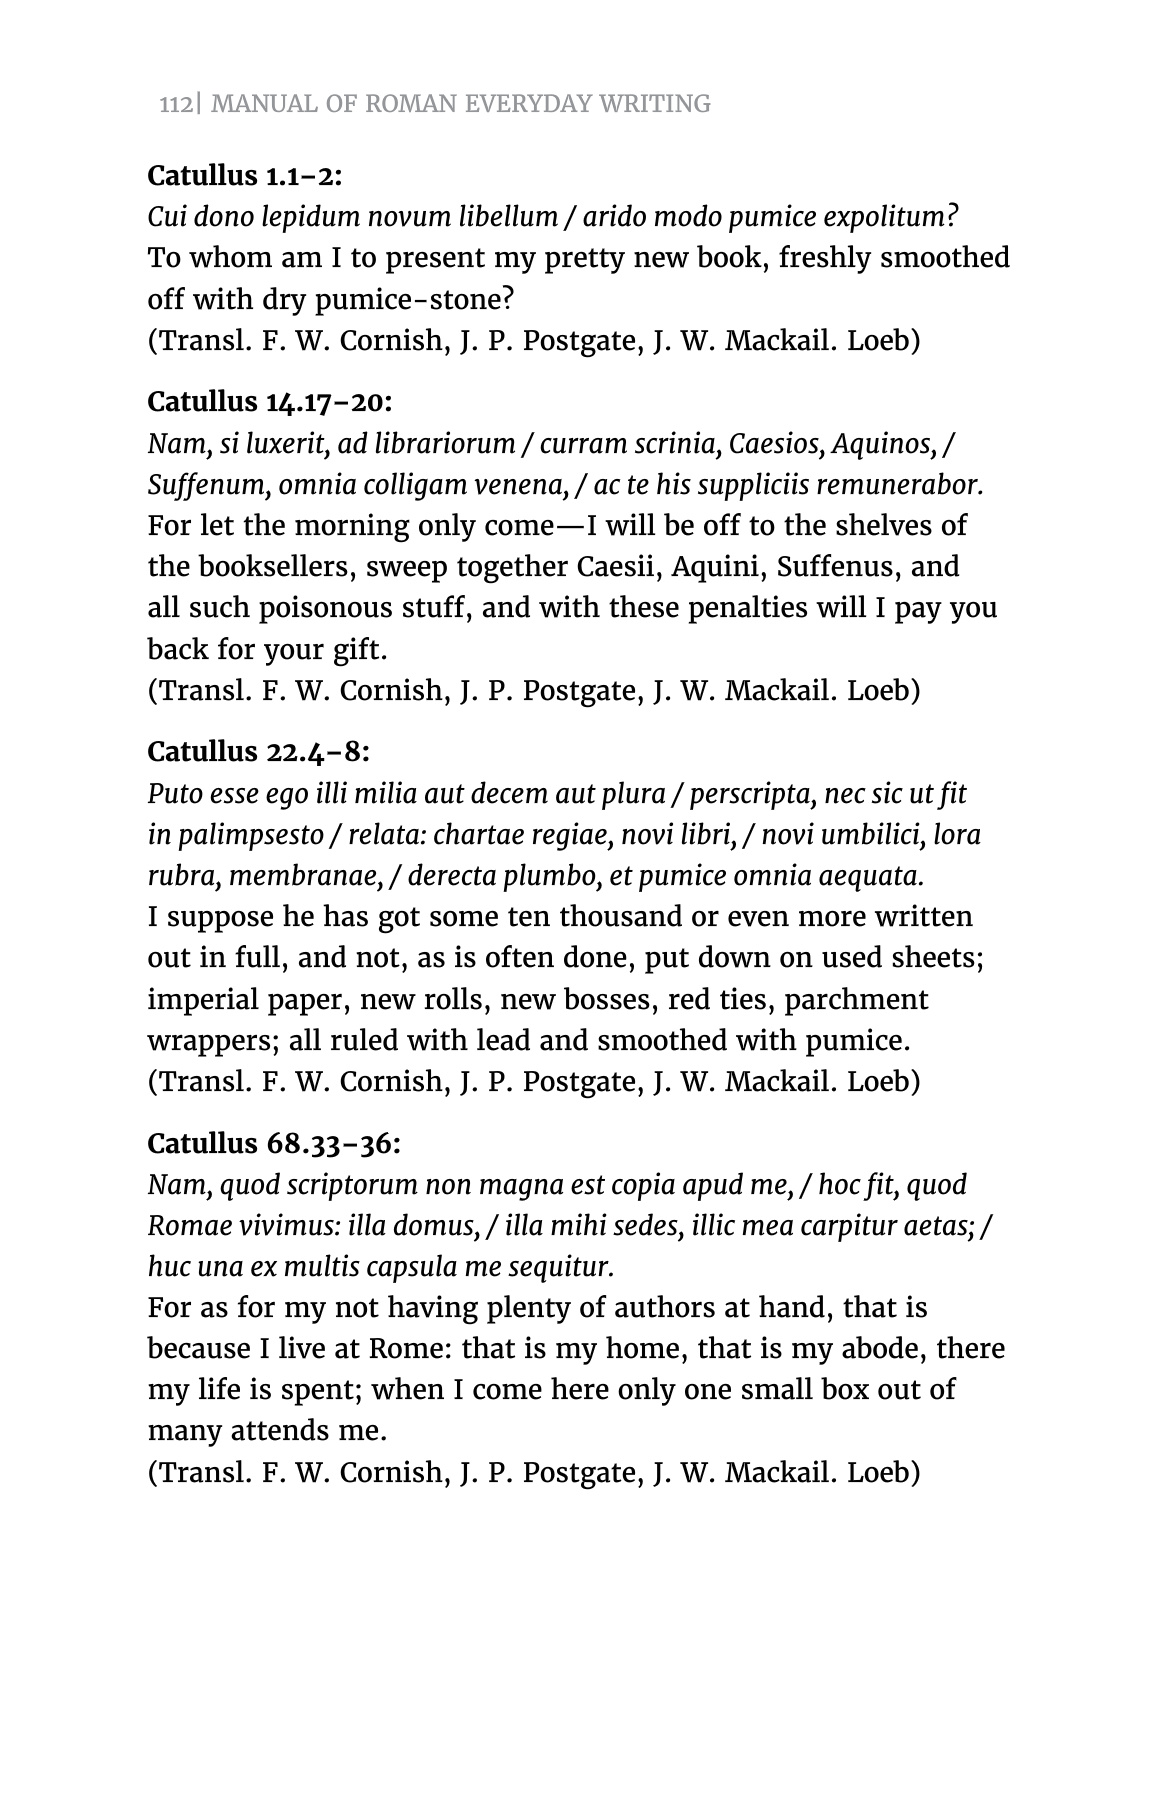 112| MANUAL OF ROMAN EVERYDAY WRITING
Catullus 1.1–2:
Cui dono lepidum novum libellum / arido modo pumice expolitum?
To whom am I to present my pretty new book, freshly smoothed
off with dry pumice-stone?
(Transl. F. W. Cornish, J. P. Postgate, J. W. Mackail. Loeb)
Catullus 14.17–20:
Nam, si luxerit, ad librariorum / curram scrinia, Caesios, Aquinos, /
Suffenum, omnia colligam venena, / ac te his suppliciis remunerabor.
For let the morning only come—I will be off to the shelves of
the booksellers, sweep together Caesii, Aquini, Suffenus, and
all such poisonous stuff, and with these penalties will I pay you
back for your gift.
(Transl. F. W. Cornish, J. P. Postgate, J. W. Mackail. Loeb)
Catullus 22.4–8:
Puto esse ego illi milia aut decem aut plura / perscripta, nec sic ut fit
in palimpsesto / relata: chartae regiae, novi libri, / novi umbilici, lora
rubra, membranae, / derecta plumbo, et pumice omnia aequata.
I suppose he has got some ten thousand or even more written
out in full, and not, as is often done, put down on used sheets;
imperial paper, new rolls, new bosses, red ties, parchment
wrappers; all ruled with lead and smoothed with pumice.
(Transl. F. W. Cornish, J. P. Postgate, J. W. Mackail. Loeb)
Catullus 68.33–36:
Nam, quod scriptorum non magna est copia apud me, / hoc fit, quod
Romae vivimus: illa domus, / illa mihi sedes, illic mea carpitur aetas; /
huc una ex multis capsula me sequitur.
For as for my not having plenty of authors at hand, that is
because I live at Rome: that is my home, that is my abode, there
my life is spent; when I come here only one small box out of
many attends me.
(Transl. F. W. Cornish, J. P. Postgate, J. W. Mackail. Loeb)